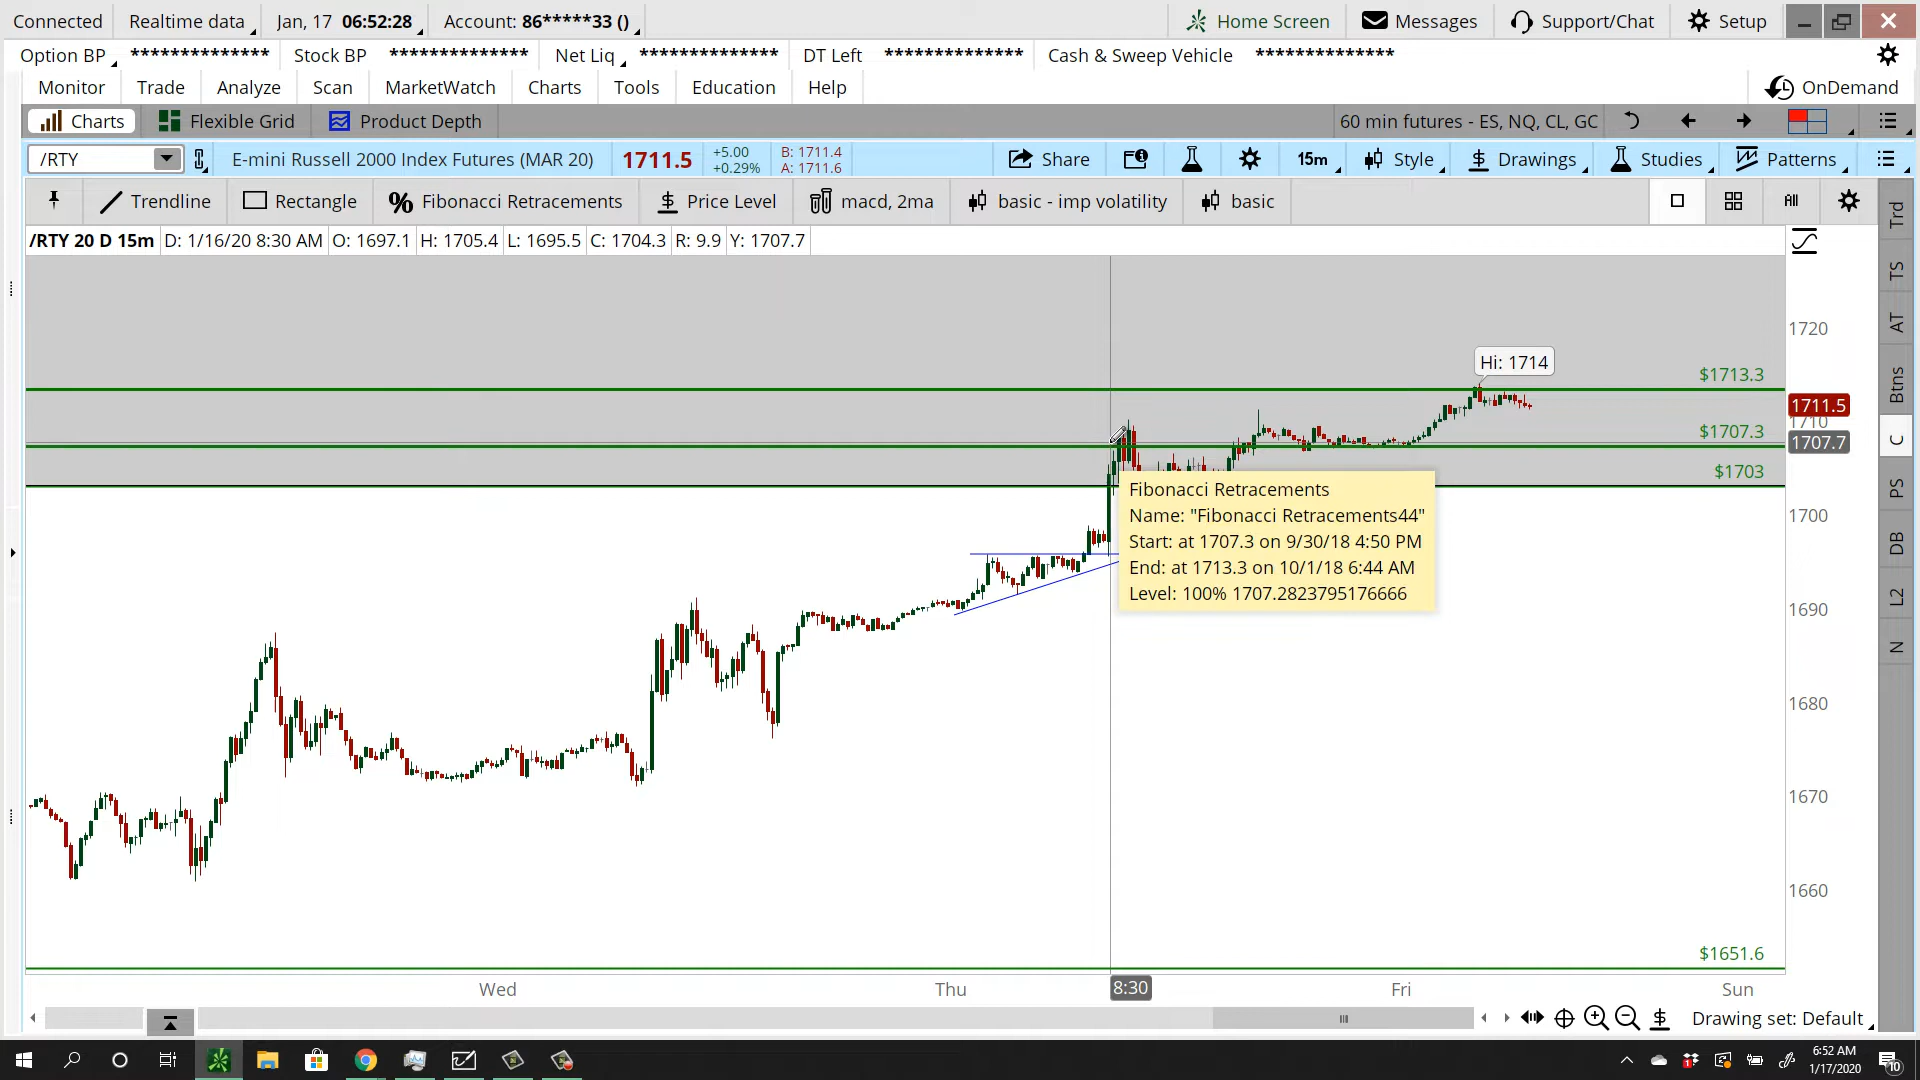 Connected Realtime data Jan, 17 06:52:28 Account: 86*****33 () Home Screen Messages Support/Chat Setup
Option BP ************** Stock BP ************** Net Liq ************** DT Left ************** Cash & Sweep Vehicle **************
Monitor Trade Analyze Scan MarketWatch Charts Tools Education Help OnDemand
Charts Flexible Grid Product Depth 60 min futures - ES, NQ, CL, GC
/RTY E-mini Russell 2000 Index Futures (MAR 20) 1711.5 +5.00 B: 1711.4 Share 15m Style Drawings Studies Patterns
+0.29% A: 1711.6
Trendline Rectangle Fibonacci Retracements Price Level macd, 2ma basic - imp volatility basic All
/RTY 20 D 15m D: 1/16/20 8:30 AM O: 1697.1 H: 1705.4 L: 1695.5 C: 1704.3 R: 9.9 Y: 1707.7
Trd
TS
AT
Btns
C
PS
DB
L2
N
1720
Hi: 1714
$1713.3
1711.5
1710
$1707.3
1707.7
$1703
Fibonacci Retracements
Name: "Fibonacci Retracements44"
Start: at 1707.3 on 9/30/18 4:50 PM
End: at 1713.3 on 10/1/18 6:44 AM
Level: 100% 1707.2823795176666
1700
1690
1680
1670
1660
$1651.6
Wed Thu 8:30 Fri Sun
Drawing set: Default
6:52 AM
1/17/2020
10